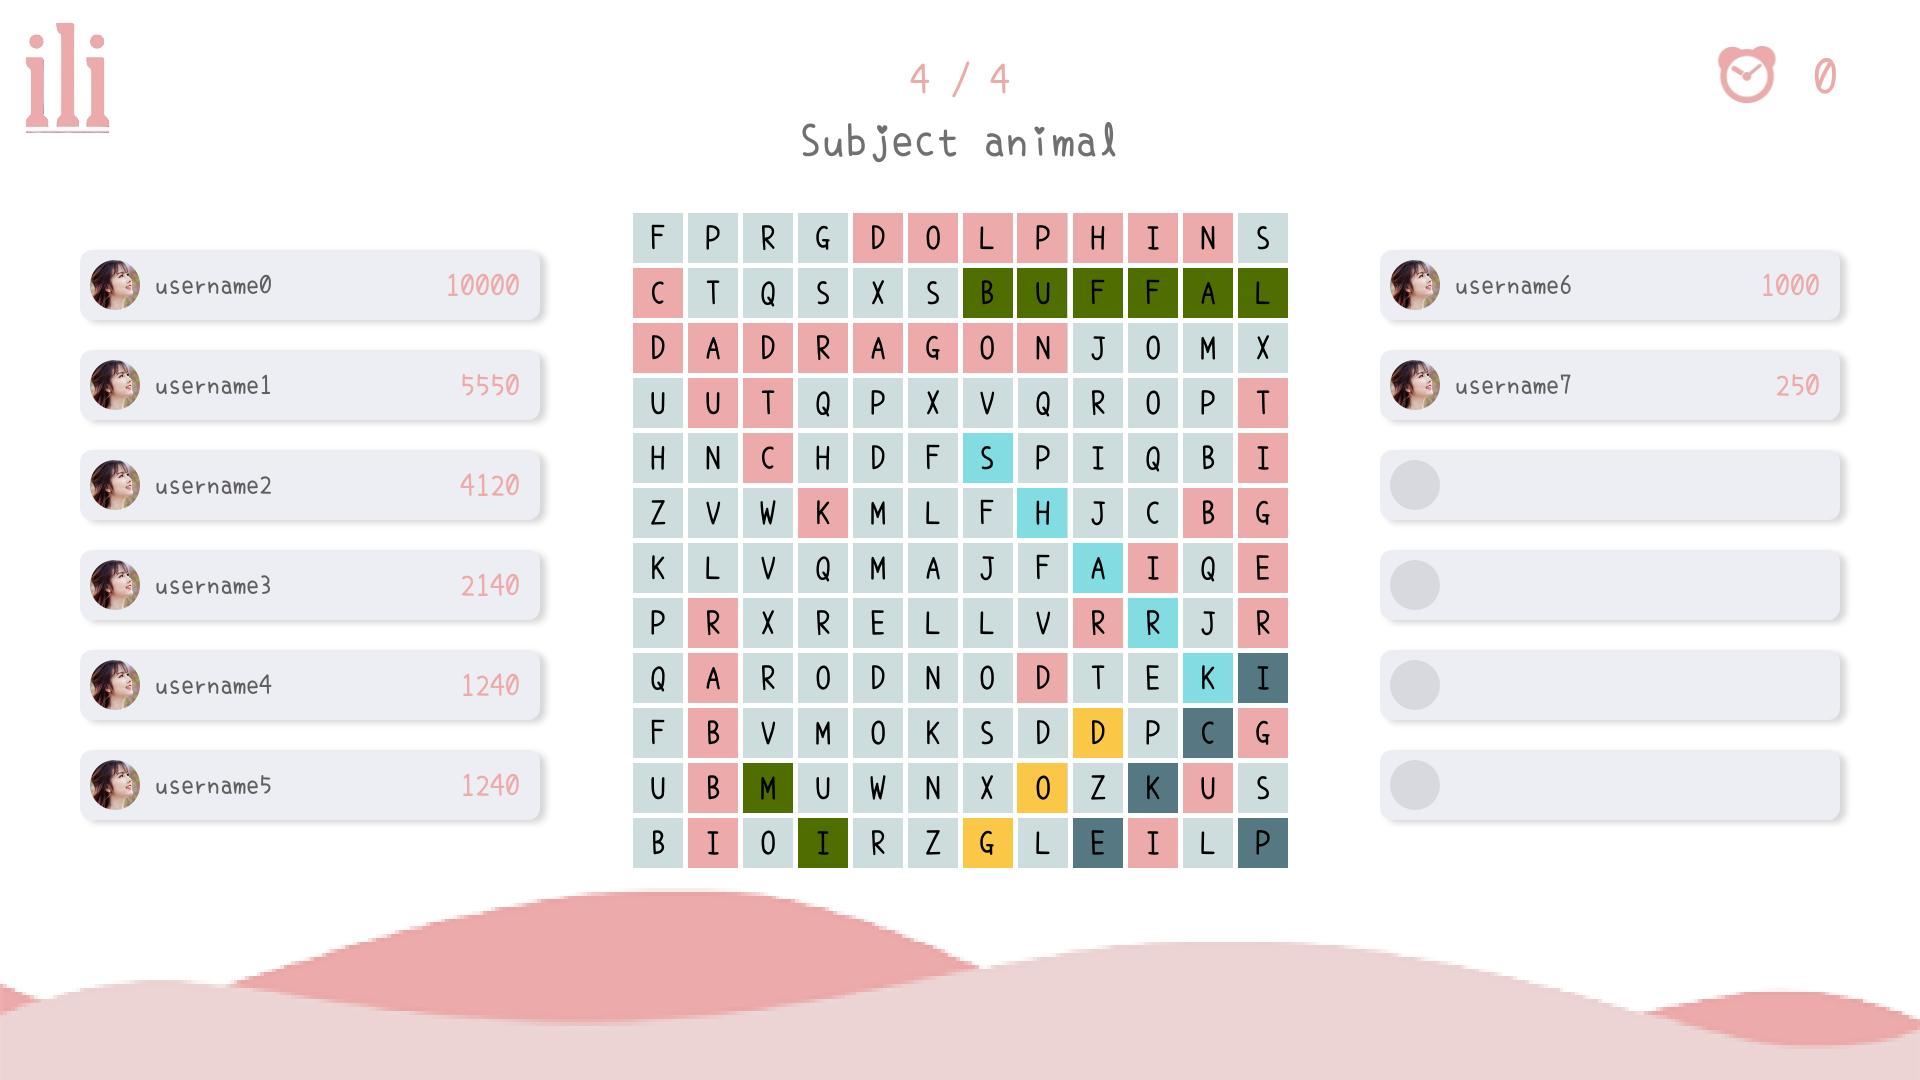 ili
4 / 4
0
Subject animal
username0 10000
username1 5550
username2 4120
username3 2140
username4 1240
username5 1240
F P R G D O L P H I N S
C T Q S X S B U F F A L
D A D R A G O N J O M X
U U T Q P X V Q R O P T
H N C H D F S P I Q B I
Z V W K M L F H J C B G
K L V Q M A J F A I Q E
P R X R E L L V R R J R
Q A R O D N O D T E K I
F B V M O K S D D P C G
U B M U W N X O Z K U S
B I O I R Z G L E I L P
username6 1000
username7 250